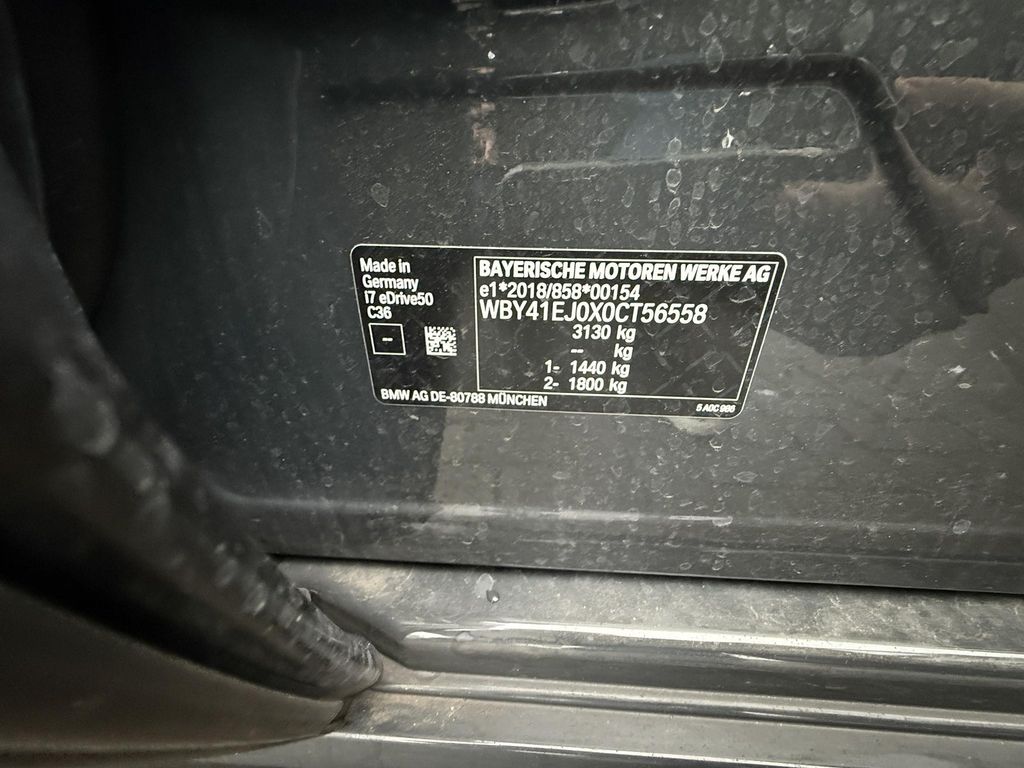 Made in
Germany
i7 eDrive50
C36
--
BAYERISCHE MOTOREN WERKE AG
e1*2018/858*00154
WBY41EJ0X0CT56558
3130 kg
-- kg
1- 1440 kg
2- 1800 kg
BMW AG DE-80788 MÜNCHEN